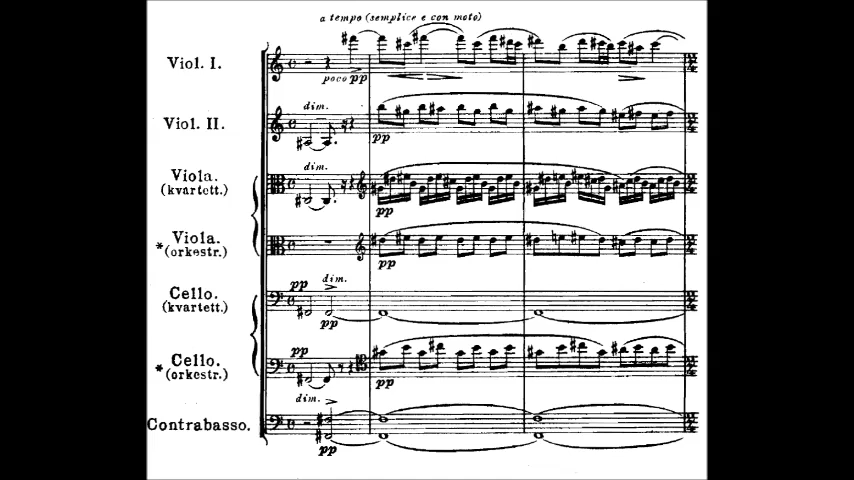 a tempo (semplice e con moto)
Viol. I.
poco pp
dim.
Viol. II.
pp
dim.
Viola.
(kvartett.)
pp
* Viola.
(orkestr.)
pp
pp dim.
Cello.
(kvartett.)
pp
pp
* Cello.
(orkestr.)
pp
dim.
Contrabasso.
pp